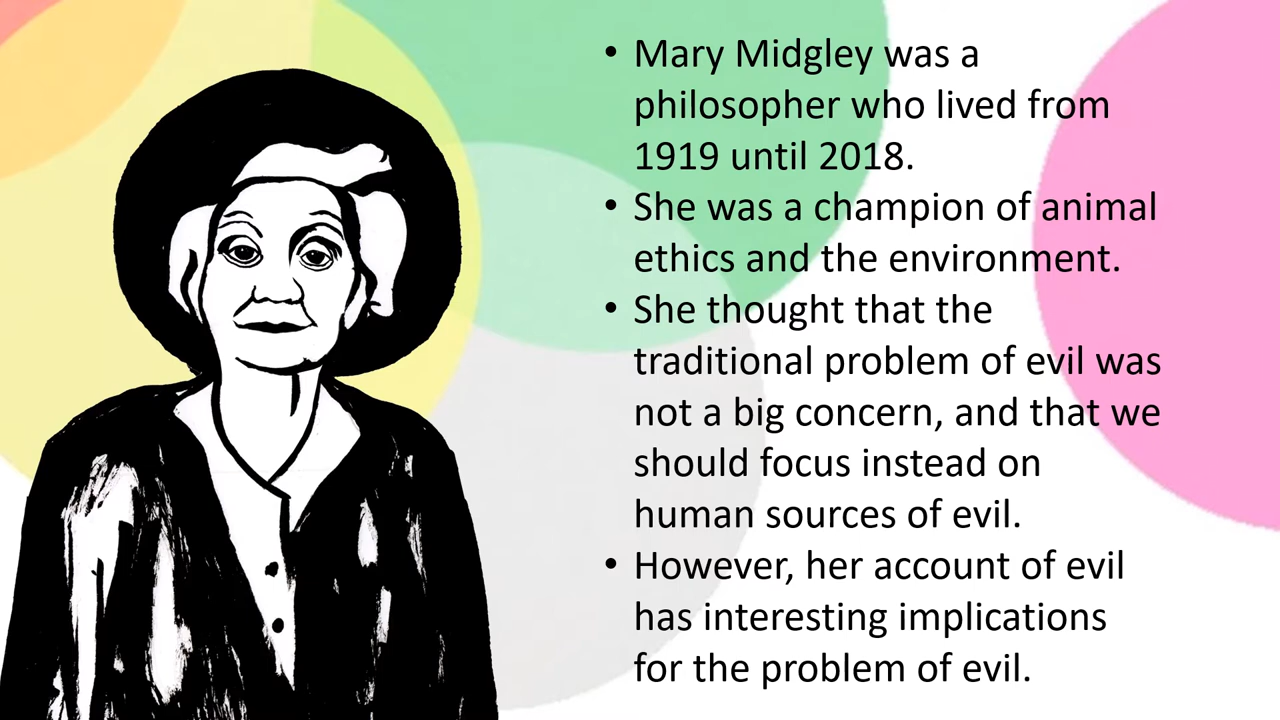 • Mary Midgley was a
philosopher who lived from
1919 until 2018.
• She was a champion of animal
ethics and the environment.
• She thought that the
traditional problem of evil was
not a big concern, and that we
should focus instead on
human sources of evil.
• However, her account of evil
has interesting implications
for the problem of evil.